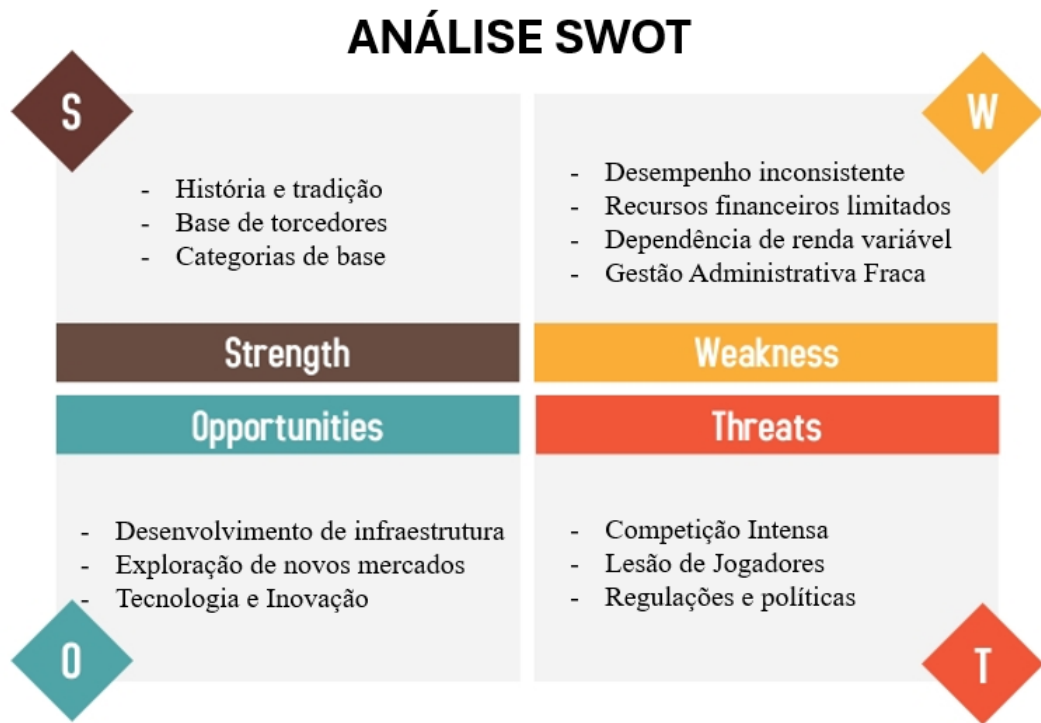 ANÁLISE SWOT
S
- História e tradição
- Base de torcedores
- Categorias de base
Strength
W
- Desempenho inconsistente
- Recursos financeiros limitados
- Dependência de renda variável
- Gestão Administrativa Fraca
Weakness
Opportunities
- Desenvolvimento de infraestrutura
- Exploração de novos mercados
- Tecnologia e Inovação
O
Threats
- Competição Intensa
- Lesão de Jogadores
- Regulações e políticas
T